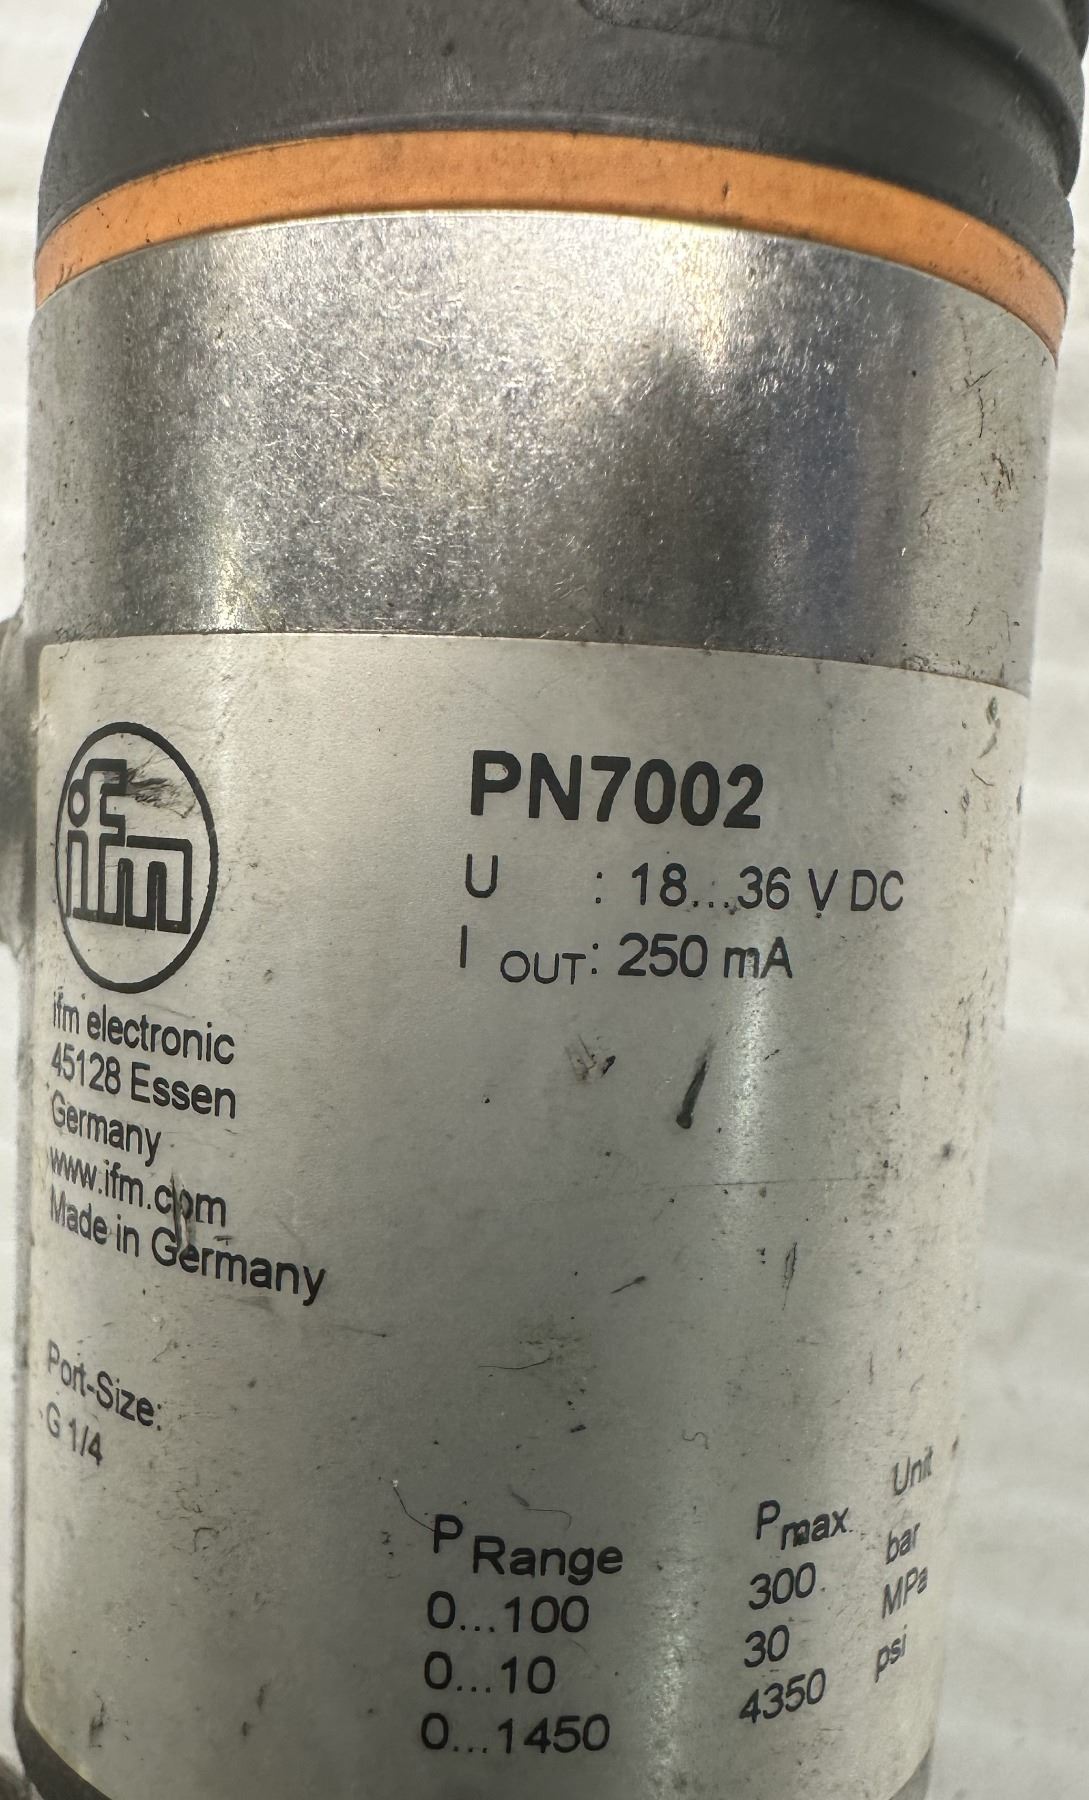 ifm
ifm electronic
45128 Essen
Germany
www.ifm.com
Made in Germany
Port-Size:
G 1/4
PN7002
U : 18...36 V DC
I OUT: 250 mA
P Range Pmax Unit
0...100 300 bar
0...10 30 MPa
0...1450 4350 psi